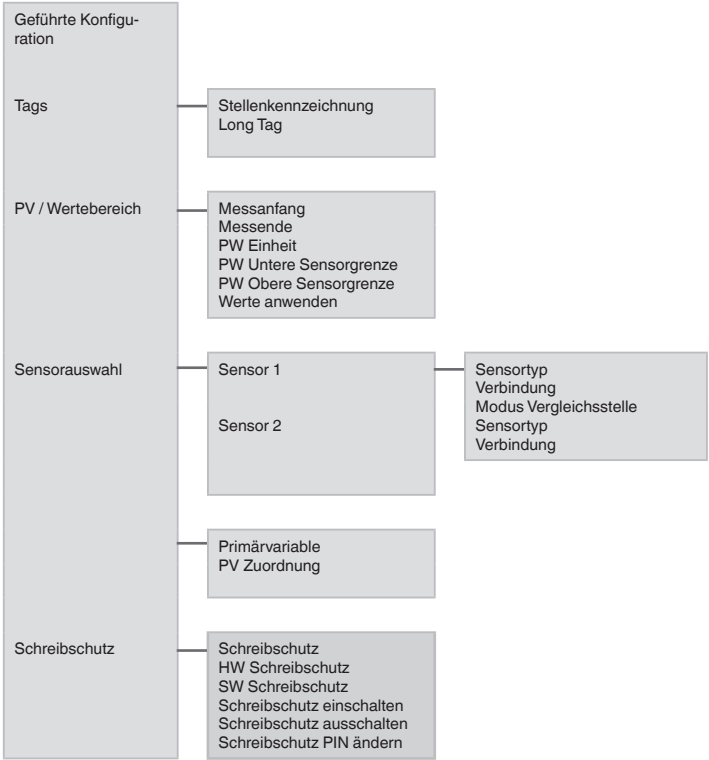 Geführte Konfigu-
ration
Tags
Stellenkennzeichnung
Long Tag
PV / Wertebereich
Messanfang
Messende
PW Einheit
PW Untere Sensorgrenze
PW Obere Sensorgrenze
Werte anwenden
Sensorauswahl
Sensor 1
Sensor 2
Sensortyp
Verbindung
Modus Vergleichsstelle
Sensortyp
Verbindung
Primärvariable
PV Zuordnung
Schreibschutz
Schreibschutz
HW Schreibschutz
SW Schreibschutz
Schreibschutz einschalten
Schreibschutz ausschalten
Schreibschutz PIN ändern